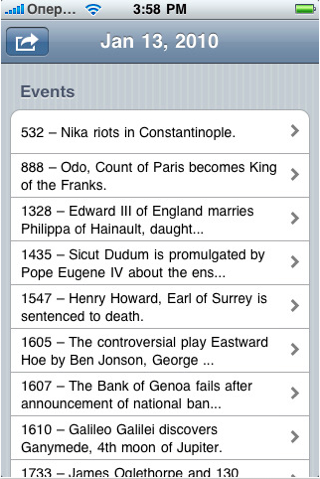 Опер... 3:58 PM
Jan 13, 2010
Events
532 – Nika riots in Constantinople.
888 – Odo, Count of Paris becomes King
of the Franks.
1328 – Edward III of England marries
Philippa of Hainault, daught...
1435 – Sicut Dudum is promulgated by
Pope Eugene IV about the ens...
1547 – Henry Howard, Earl of Surrey is
sentenced to death.
1605 – The controversial play Eastward
Hoe by Ben Jonson, George ...
1607 – The Bank of Genoa fails after
announcement of national ban...
1610 – Galileo Galilei discovers
Ganymede, 4th moon of Jupiter.
1733 – James Oglethorpe and 130